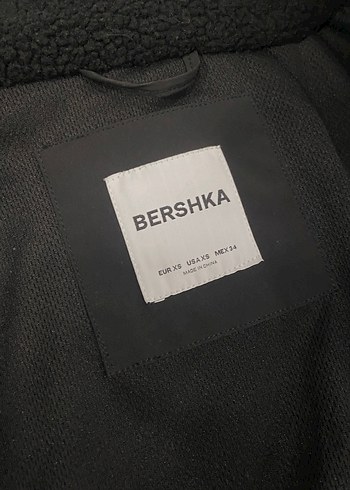 BERSHKA
EUR XS USA XS MEX 34
MADE IN CHINA